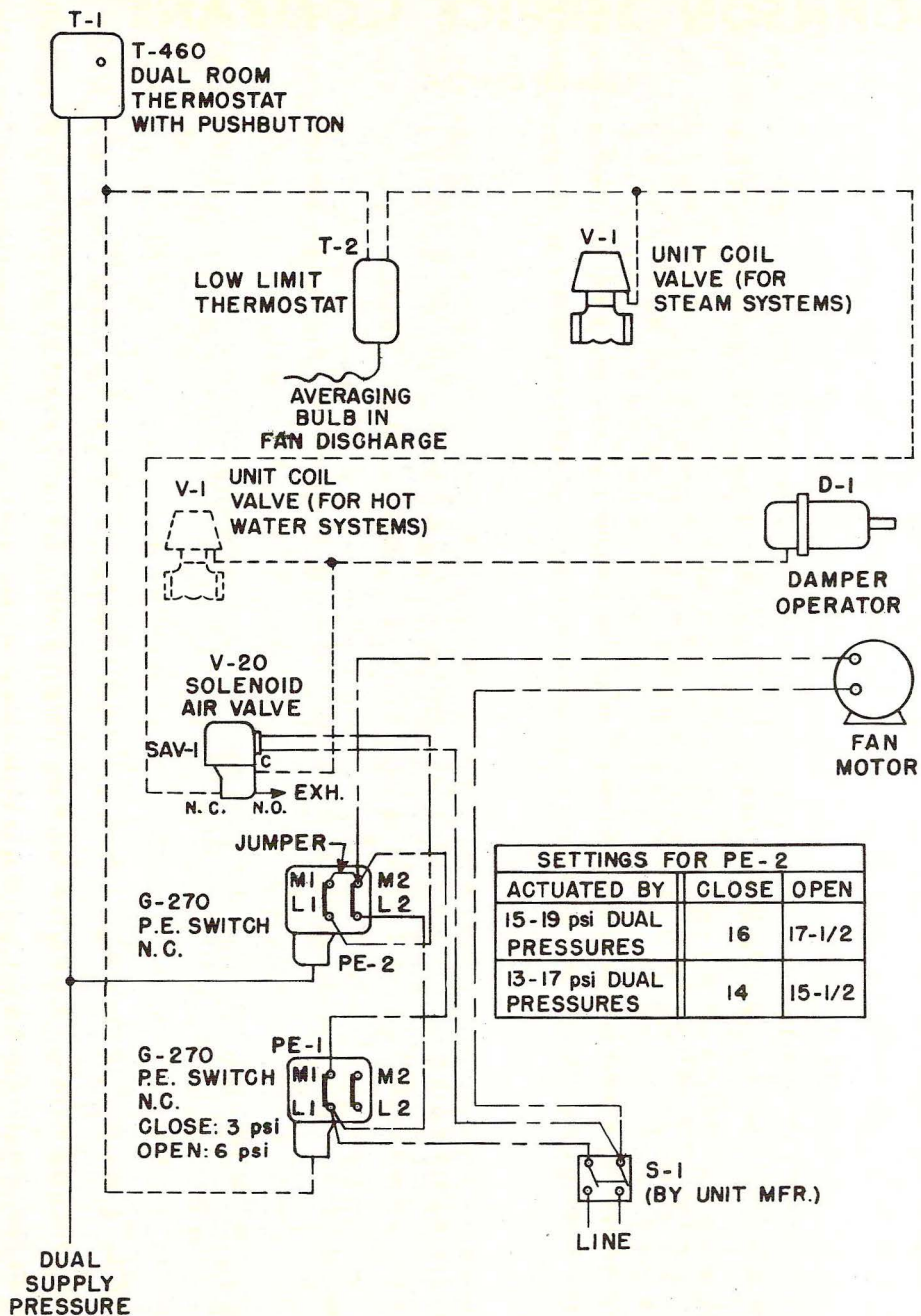 T-1
T-460
DUAL ROOM
THERMOSTAT
WITH PUSHBUTTON
T-2
LOW LIMIT
THERMOSTAT
AVERAGING
BULB IN
FAN DISCHARGE
V-1
UNIT COIL
VALVE (FOR
STEAM SYSTEMS)
V-1
UNIT COIL
VALVE (FOR HOT
WATER SYSTEMS)
D-1
DAMPER
OPERATOR
V-20
SOLENOID
AIR VALVE
SAV-1
C
N.C.
N.O.
EXH.
FAN
MOTOR
JUMPER
G-270
P.E. SWITCH
N.C.
M1
M2
L1
L2
PE-2
SETTINGS FOR PE-2
ACTUATED BY CLOSE OPEN
15-19 psi DUAL
PRESSURES 16 17-1/2
13-17 psi DUAL
PRESSURES 14 15-1/2
PE-1
G-270
P.E. SWITCH
N.C.
CLOSE: 3 psi
OPEN: 6 psi
M1
M2
L1
L2
S-1
(BY UNIT MFR.)
LINE
DUAL
SUPPLY
PRESSURE